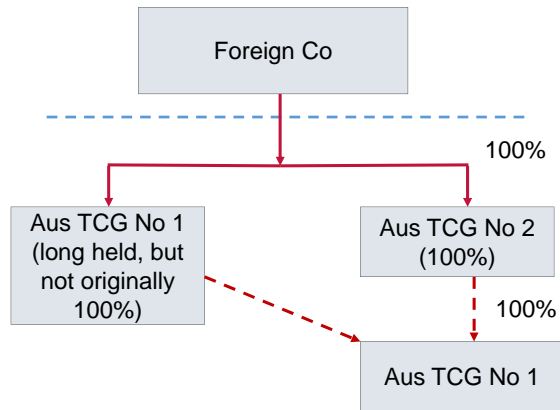 Foreign Co
100%
Aus TCG No 1
(long held, but
not originally
100%)
Aus TCG No 2
(100%)
100%
Aus TCG No 1